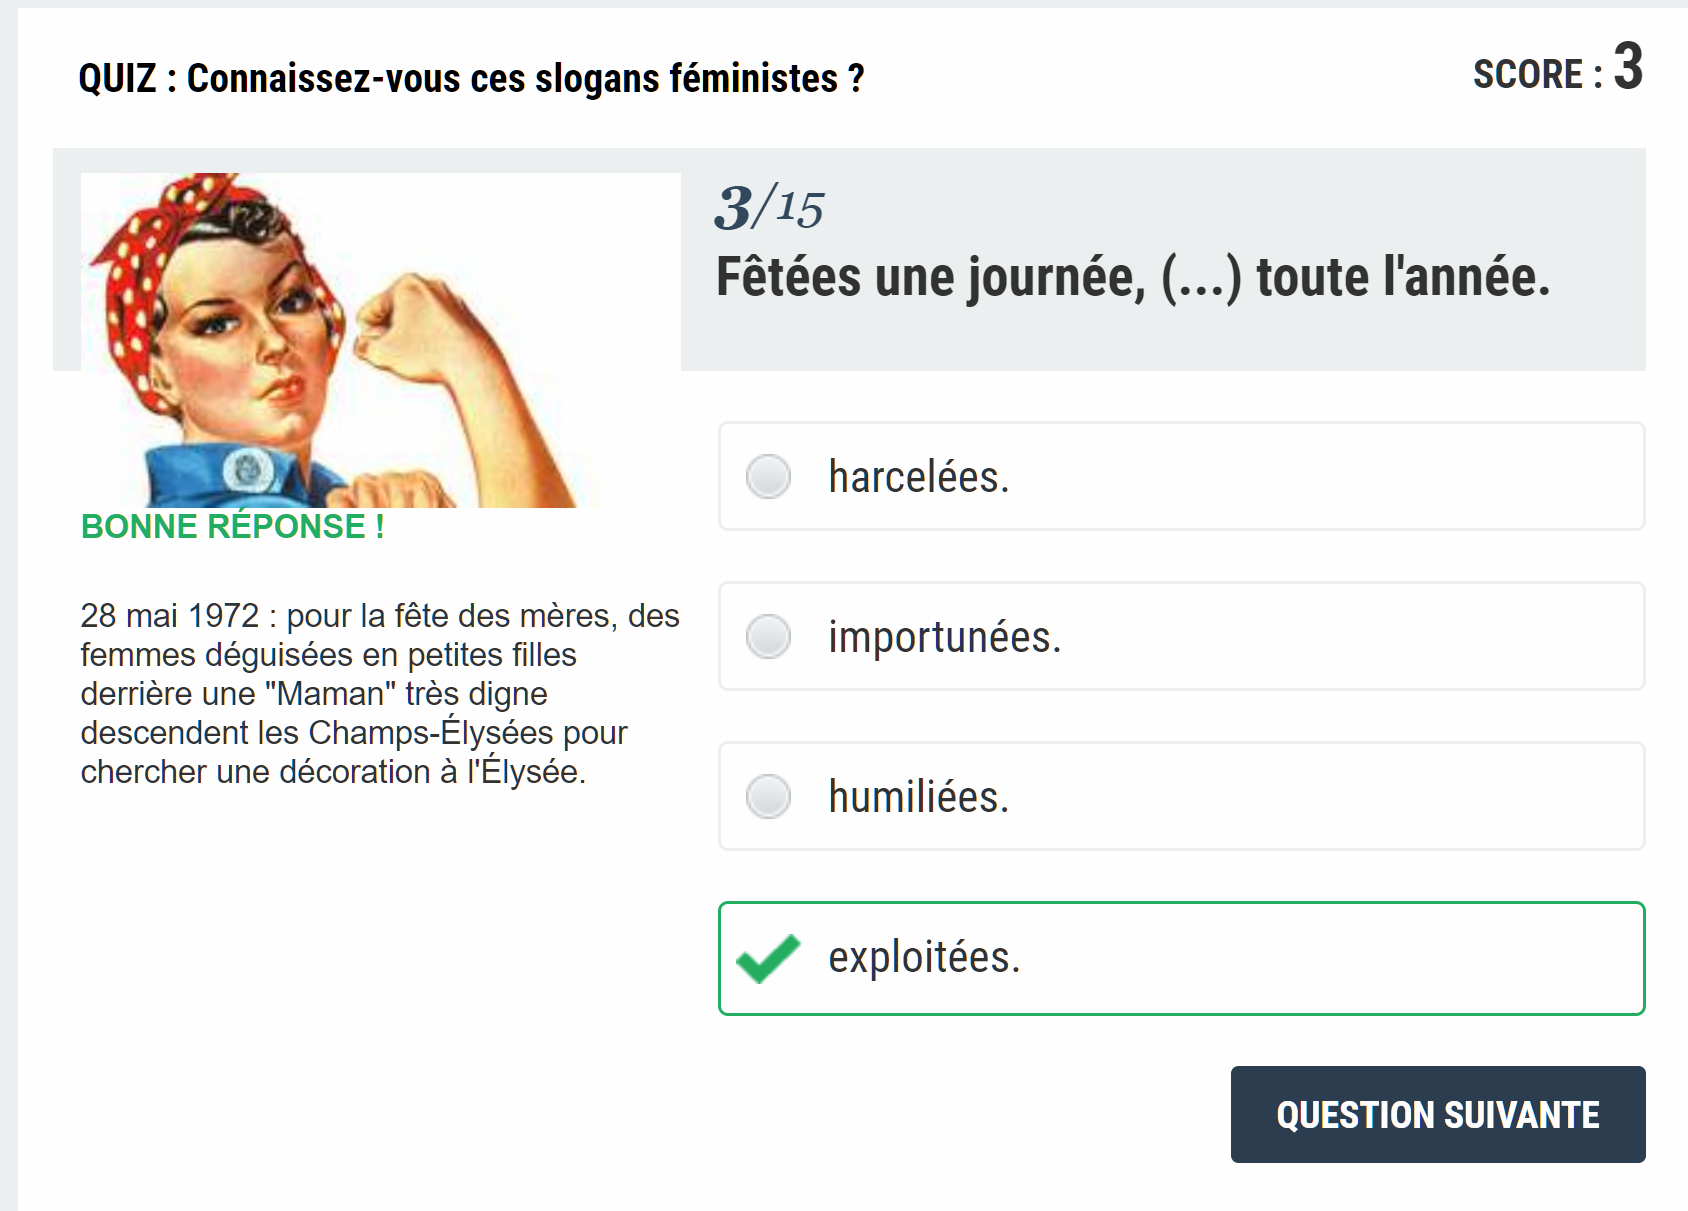 QUIZ : Connaissez-vous ces slogans féministes ?
SCORE : 3
3/15
Fêtées une journée, (...) toute l'année.
harcelées.
importunées.
humiliées.
exploitées.
BONNE RÉPONSE !
28 mai 1972 : pour la fête des mères, des
femmes déguisées en petites filles
derrière une "Maman" très digne
descendent les Champs-Élysées pour
chercher une décoration à l'Élysée.
QUESTION SUIVANTE